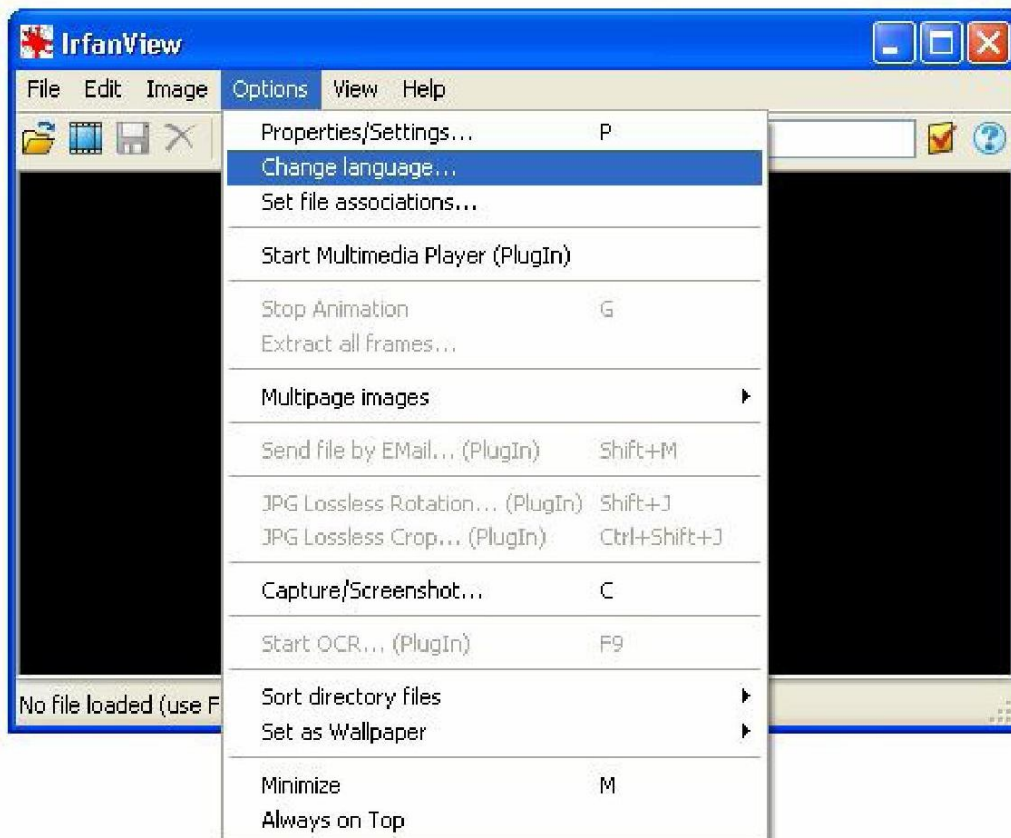 IrfanView
File Edit Image Options View Help
Properties/Settings... P
Change language...
Set file associations...
Start Multimedia Player (PlugIn)
Stop Animation G
Extract all frames...
Multipage images
Send file by EMail... (PlugIn) Shift+M
JPG Lossless Rotation... (PlugIn) Shift+J
JPG Lossless Crop... (PlugIn) Ctrl+Shift+J
Capture/Screenshot... C
Start OCR... (PlugIn) F9
Sort directory files
No file loaded (use F
Set as Wallpaper
Minimize M
Always on Top